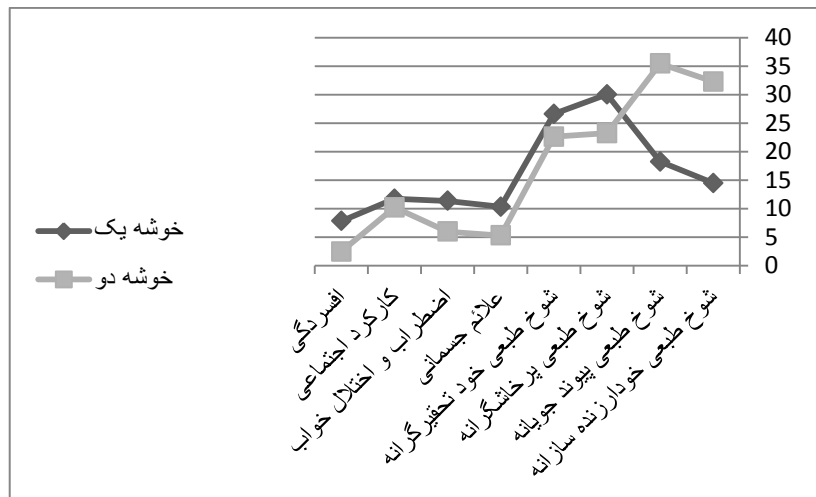 40
35
30
25
20
15
10
5
0
خوشه یک
خوشه دو
شوخ طبعی خودارزنده سازانه
شوخ طبعی پیوند جویانه
شوخ طبعی پرخاشگرانه
شوخ طبعی خود تحقیرگرانه
علائم جسمانی
اضطراب و اختلال خواب
کارکرد اجتماعی
افسردگی